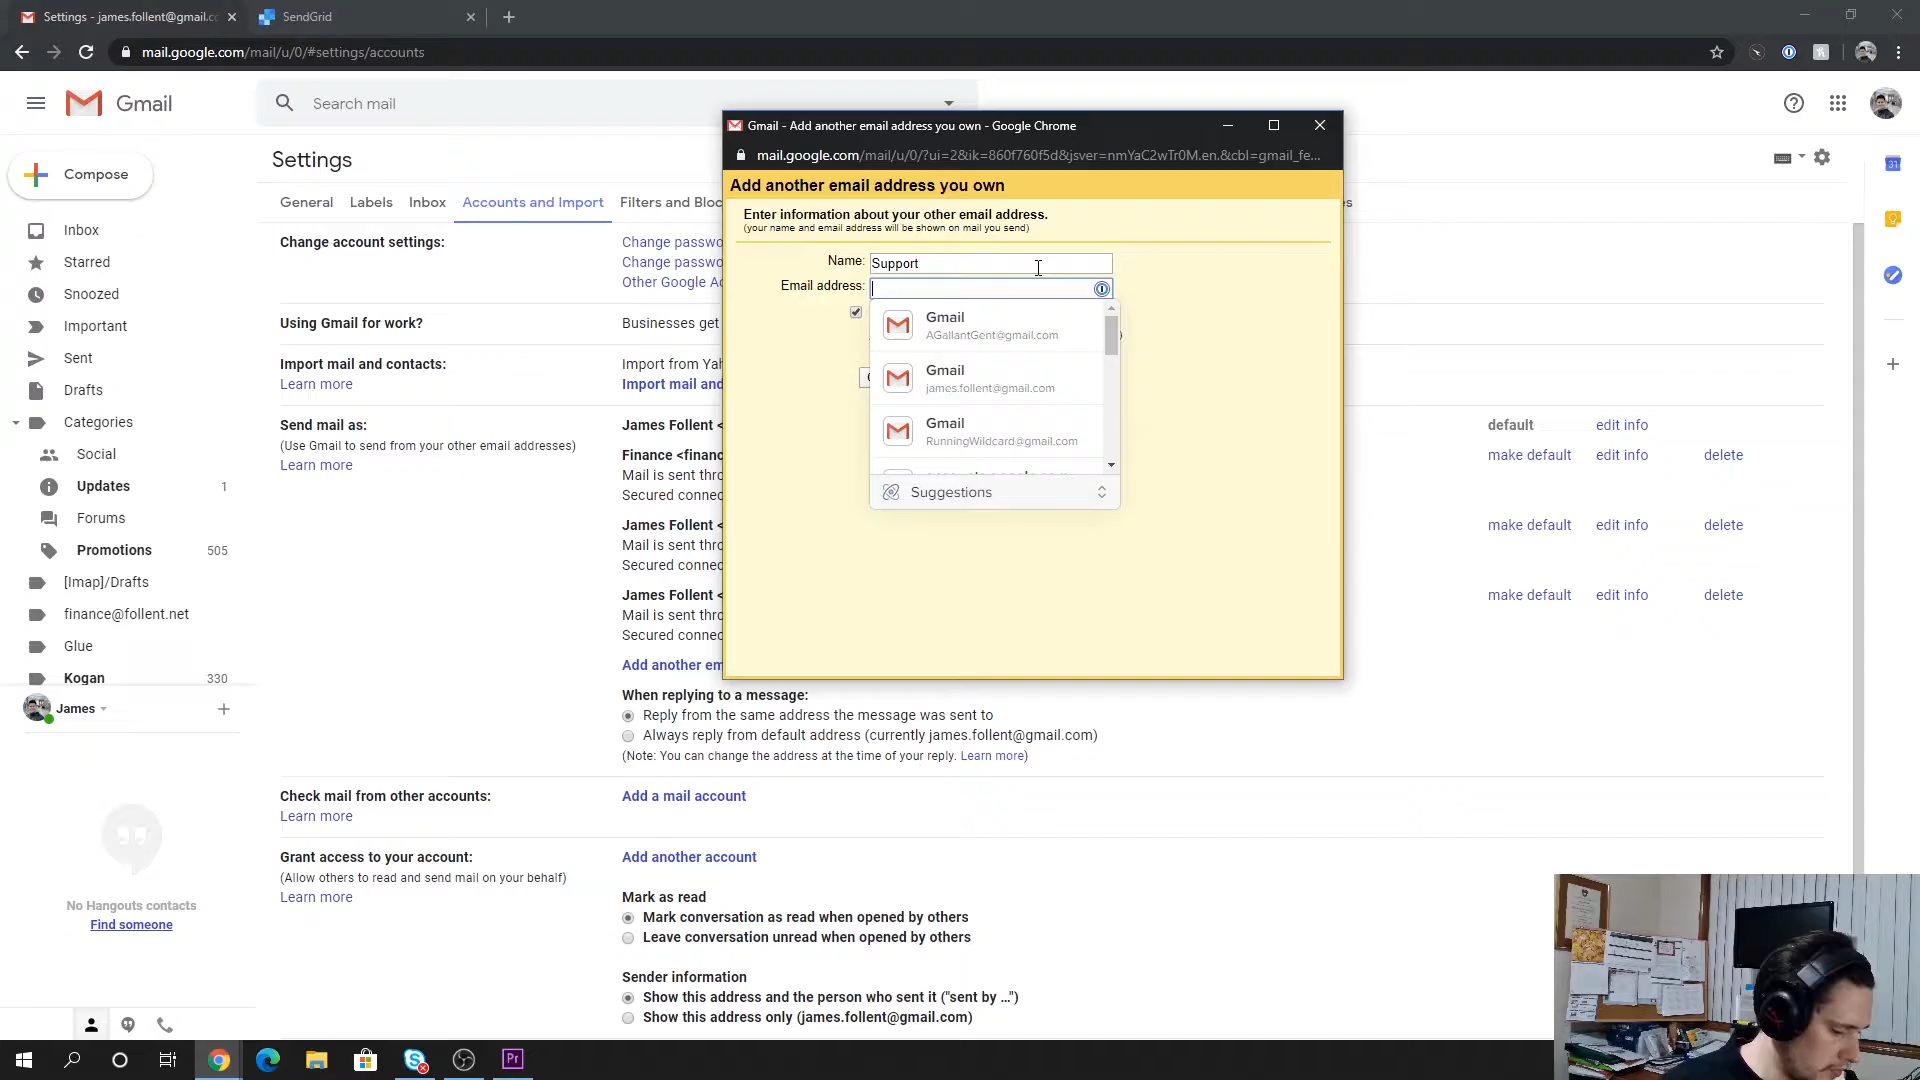 Settings - james.follent@gmail.cc
SendGrid
mail.google.com/mail/u/0/#settings/accounts
Gmail
Search mail
Gmail - Add another email address you own - Google Chrome
mail.google.com/mail/u/0/?ui=2&ik=860f760f5d&jsver=nmYaC2wTr0M.en.&cbl=gmail_fe...
Compose
Settings
Add another email address you own
General
Labels
Inbox
Accounts and Import
Filters and Bloc
Enter information about your other email address.
(your name and email address will be shown on mail you send)
Name:
Support
Email address:
Gmail
AGallantGent@gmail.com
Gmail
james.follent@gmail.com
Gmail
RunningWildcard@gmail.com
Suggestions
Inbox
Starred
Snoozed
Important
Sent
Drafts
Categories
Social
Updates 1
Forums
Promotions 505
[Imap]/Drafts
finance@follent.net
Glue
Kogan 330
James
No Hangouts contacts
Find someone
Change account settings:
Change passwo
Change passwo
Other Google Ac
Using Gmail for work?
Businesses get
Import mail and contacts:
Learn more
Import from Yah
Import mail and
Send mail as:
(Use Gmail to send from your other email addresses)
Learn more
James Follent <
default
edit info
Finance <financ
Mail is sent thro
Secured connec
make default
edit info
delete
James Follent <
Mail is sent thro
Secured connec
make default
edit info
delete
James Follent <
Mail is sent thro
Secured connec
make default
edit info
delete
Add another em
When replying to a message:
Reply from the same address the message was sent to
Always reply from default address (currently james.follent@gmail.com)
(Note: You can change the address at the time of your reply. Learn more)
Check mail from other accounts:
Learn more
Add a mail account
Grant access to your account:
(Allow others to read and send mail on your behalf)
Learn more
Add another account
Mark as read
Mark conversation as read when opened by others
Leave conversation unread when opened by others
Sender information
Show this address and the person who sent it ("sent by ...")
Show this address only (james.follent@gmail.com)
Pr
31